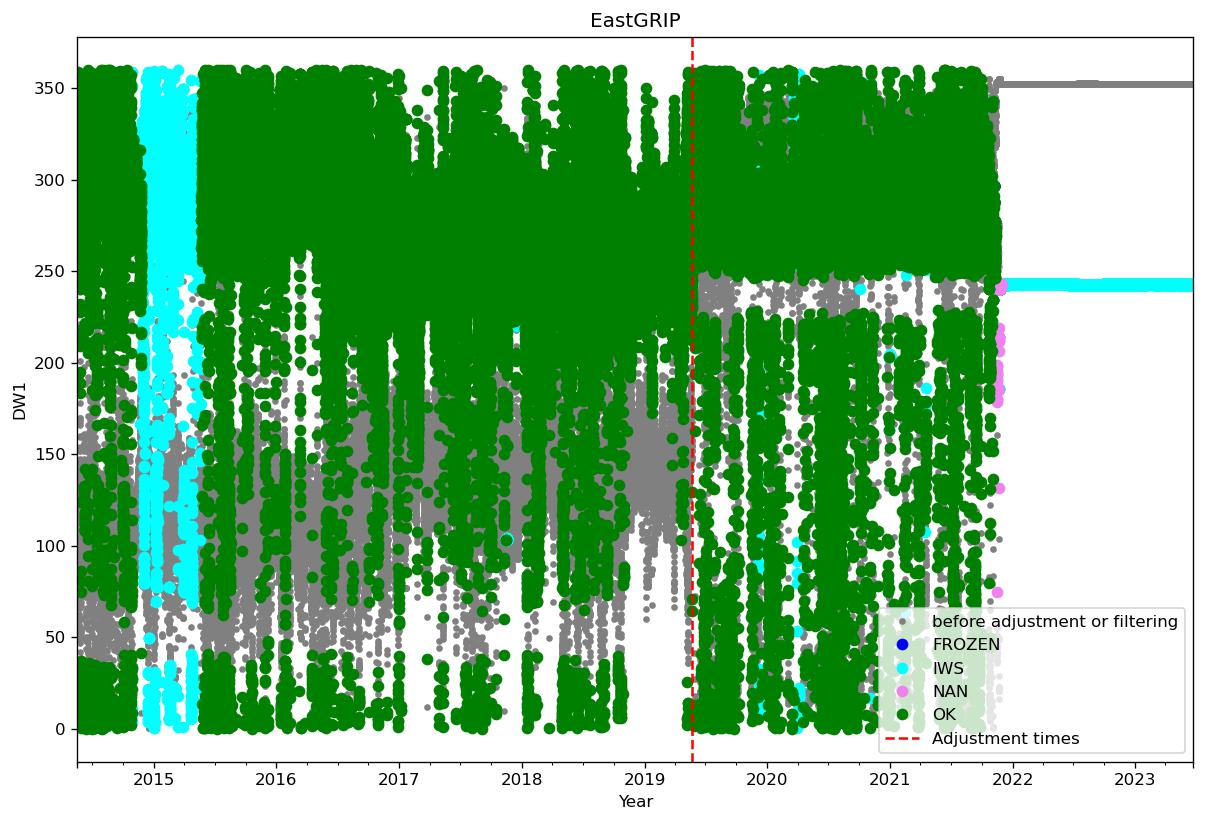 EastGRIP
350
300
250
200
150
100
50
0
DW1
before adjustment or filtering
FROZEN
IWS
NAN
OK
Adjustment times
2015 2016 2017 2018 2019 2020 2021 2022 2023
Year